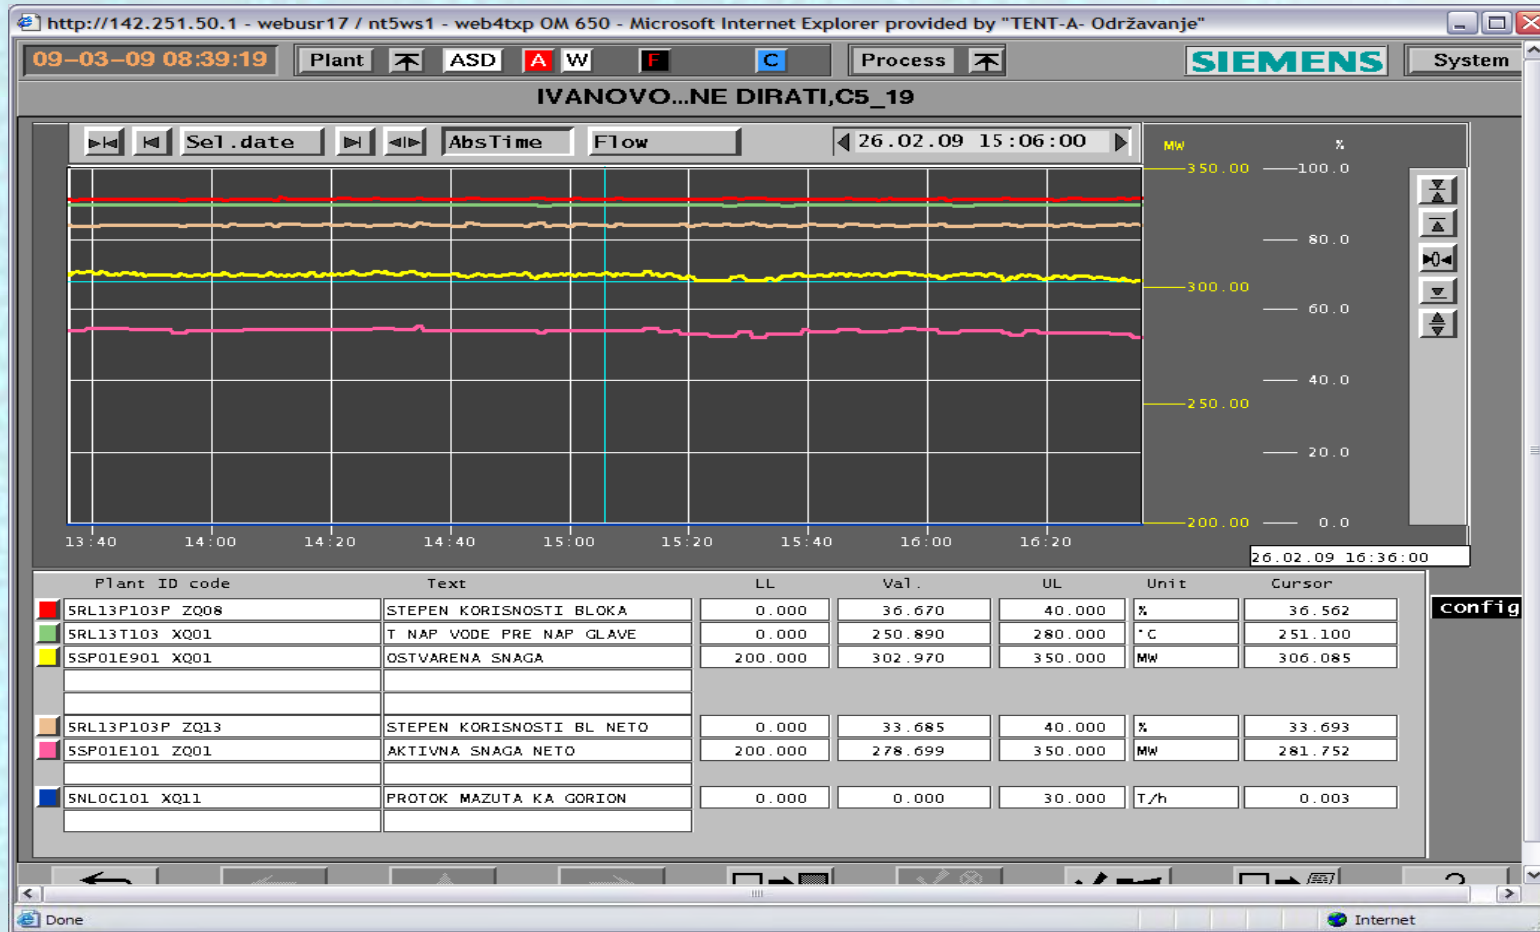 http://142.251.50.1 - webusr17 / nt5ws1 - web4txp OM 650 - Microsoft Internet Explorer provided by "TENT-A- Održavanje"
09-03-09 08:39:19 Plant ASD A W F C Process SIEMENS System
IVANOVO...NE DIRATI,C5_19
Sel.date AbsTime Flow 26.02.09 15:06:00
MW %
350.00 100.0
80.0
300.00
60.0
40.0
250.00
20.0
200.00 0.0
13:40 14:00 14:20 14:40 15:00 15:20 15:40 16:00 16:20
26.02.09 16:36:00
Plant ID code Text LL Val. UL Unit Cursor
5RL13P103P ZQ08 STEPEN KORISNOSTI BLOKA 0.000 36.670 40.000 % 36.562
config
5RL13T103 XQ01 T NAP VODE PRE NAP GLAVE 0.000 250.890 280.000 °C 251.100
5SP01E901 XQ01 OSTVARENA SNAGA 200.000 302.970 350.000 MW 306.085
5RL13P103P ZQ13 STEPEN KORISNOSTI BL NETO 0.000 33.685 40.000 % 33.693
5SP01E101 ZQ01 AKTIVNA SNAGA NETO 200.000 278.699 350.000 MW 281.752
5NL0C101 XQ11 PROTOK MAZUTA KA GORION 0.000 0.000 30.000 T/h 0.003
?
Done Internet